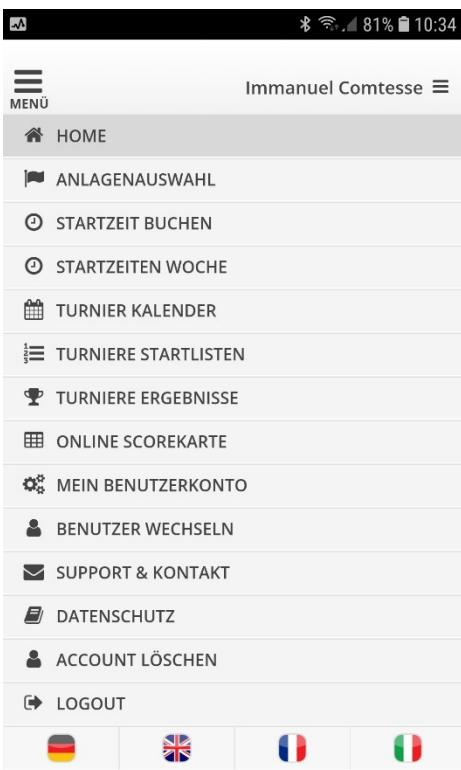 81% 10:34
MENÜ
Immanuel Comtesse
HOME
ANLAGENAUSWAHL
STARTZEIT BUCHEN
STARTZEITEN WOCHE
TURNIER KALENDER
TURNIERE STARTLISTEN
TURNIERE ERGEBNISSE
ONLINE SCOREKARTE
MEIN BENUTZERKONTO
BENUTZER WECHSELN
SUPPORT & KONTAKT
DATENSCHUTZ
ACCOUNT LÖSCHEN
LOGOUT